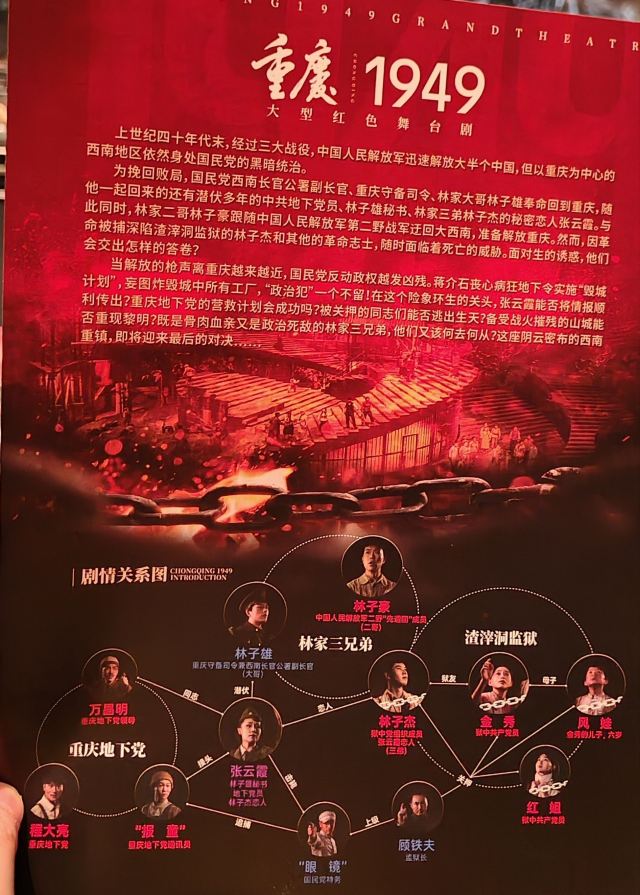 NG1949GRANDTHEATR
重庆
CHONGQING
1949
大型红色舞台剧
上世纪四十年代末，经过三大战役，中国人民解放军迅速解放大半个中国，但以重庆为中心的
西南地区依然身处国民党的黑暗统治。
为挽回败局，国民党西南长官公署副长官、重庆守备司令、林家大哥林子雄奉命回到重庆，随
他一起回来的还有潜伏多年的中共地下党员、林子雄秘书、林家三弟林子杰的秘密恋人张云霞。与
此同时，林家二哥林子豪跟随中国人民解放军第二野战军迂回大西南，准备解放重庆。然而，因革
命被捕深陷渣滓洞监狱的林子杰和其他的革命志士，随时面临着死亡的威胁。面对生的诱惑，他们
会交出怎样的答卷？
当解放的枪声离重庆越来越近，国民党反动政权越发凶残。蒋介石丧心病狂地下令实施“毁城
计划”，妄图炸毁城中所有工厂，“政治犯”一个不留！在这个险象环生的关头，张云霞能否将情报顺
利传出？重庆地下党的营救计划会成功吗？被关押的同志们能否逃出生天？备受战火摧残的山城能
否重现黎明？既是骨肉血亲又是政治死敌的林家三兄弟，他们又该何去何从？这座阴云密布的西南
重镇，即将迎来最后的对决……
剧情关系图
CHONGQING 1949
INTRODUCTION
林子豪
中国人民解放军二野“先遣团”成员
（二哥）
林子雄
重庆守备司令兼西南长官公署副长官
（大哥）
林家三兄弟
渣滓洞监狱
万昌明
重庆地下党领导
同志
潜伏
恋人
林子杰
狱中党组织成员
张云霞恋人
（三弟）
狱友
金秀
狱中共产党员
母子
凤娃
金秀的儿子，六岁
重庆地下党
张云霞
林子雄秘书
地下党员
林子杰恋人
接头
关押
红姐
狱中共产党员
程大亮
重庆地下党
“报童”
重庆地下党通讯员
追捕
“眼镜”
国民党特务
上级
顾铁夫
监狱长